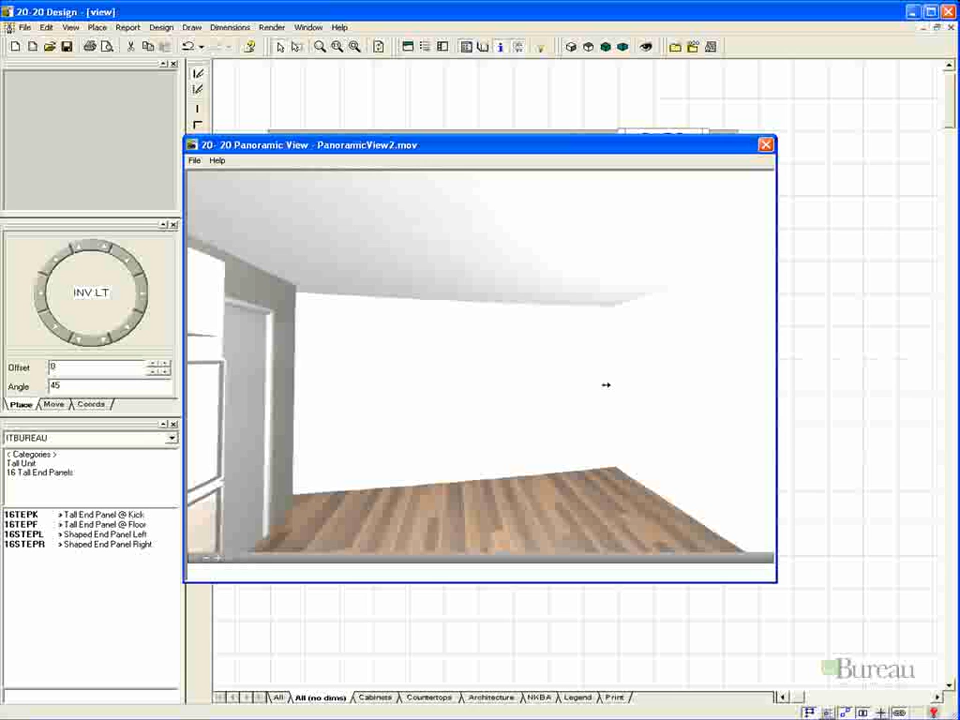 20-20 Design - [view]
File Edit View Place Report Design Draw Dimensions Render Window Help
20- 20 Panoramic View - PanoramicView2.mov
File Help
INV LT
Offset 0
Angle 45
Place Move Coords
ITBUREAU
< Categories >
Tall Unit
16 Tall End Panels
16TEPK > Tall End Panel @ Kick
16TEPF > Tall End Panel @ Floor
16STEPL > Shaped End Panel Left
16STEPR > Shaped End Panel Right
Bureau
All All (no dims) Cabinets Countertops Architecture NKBA Legend Print